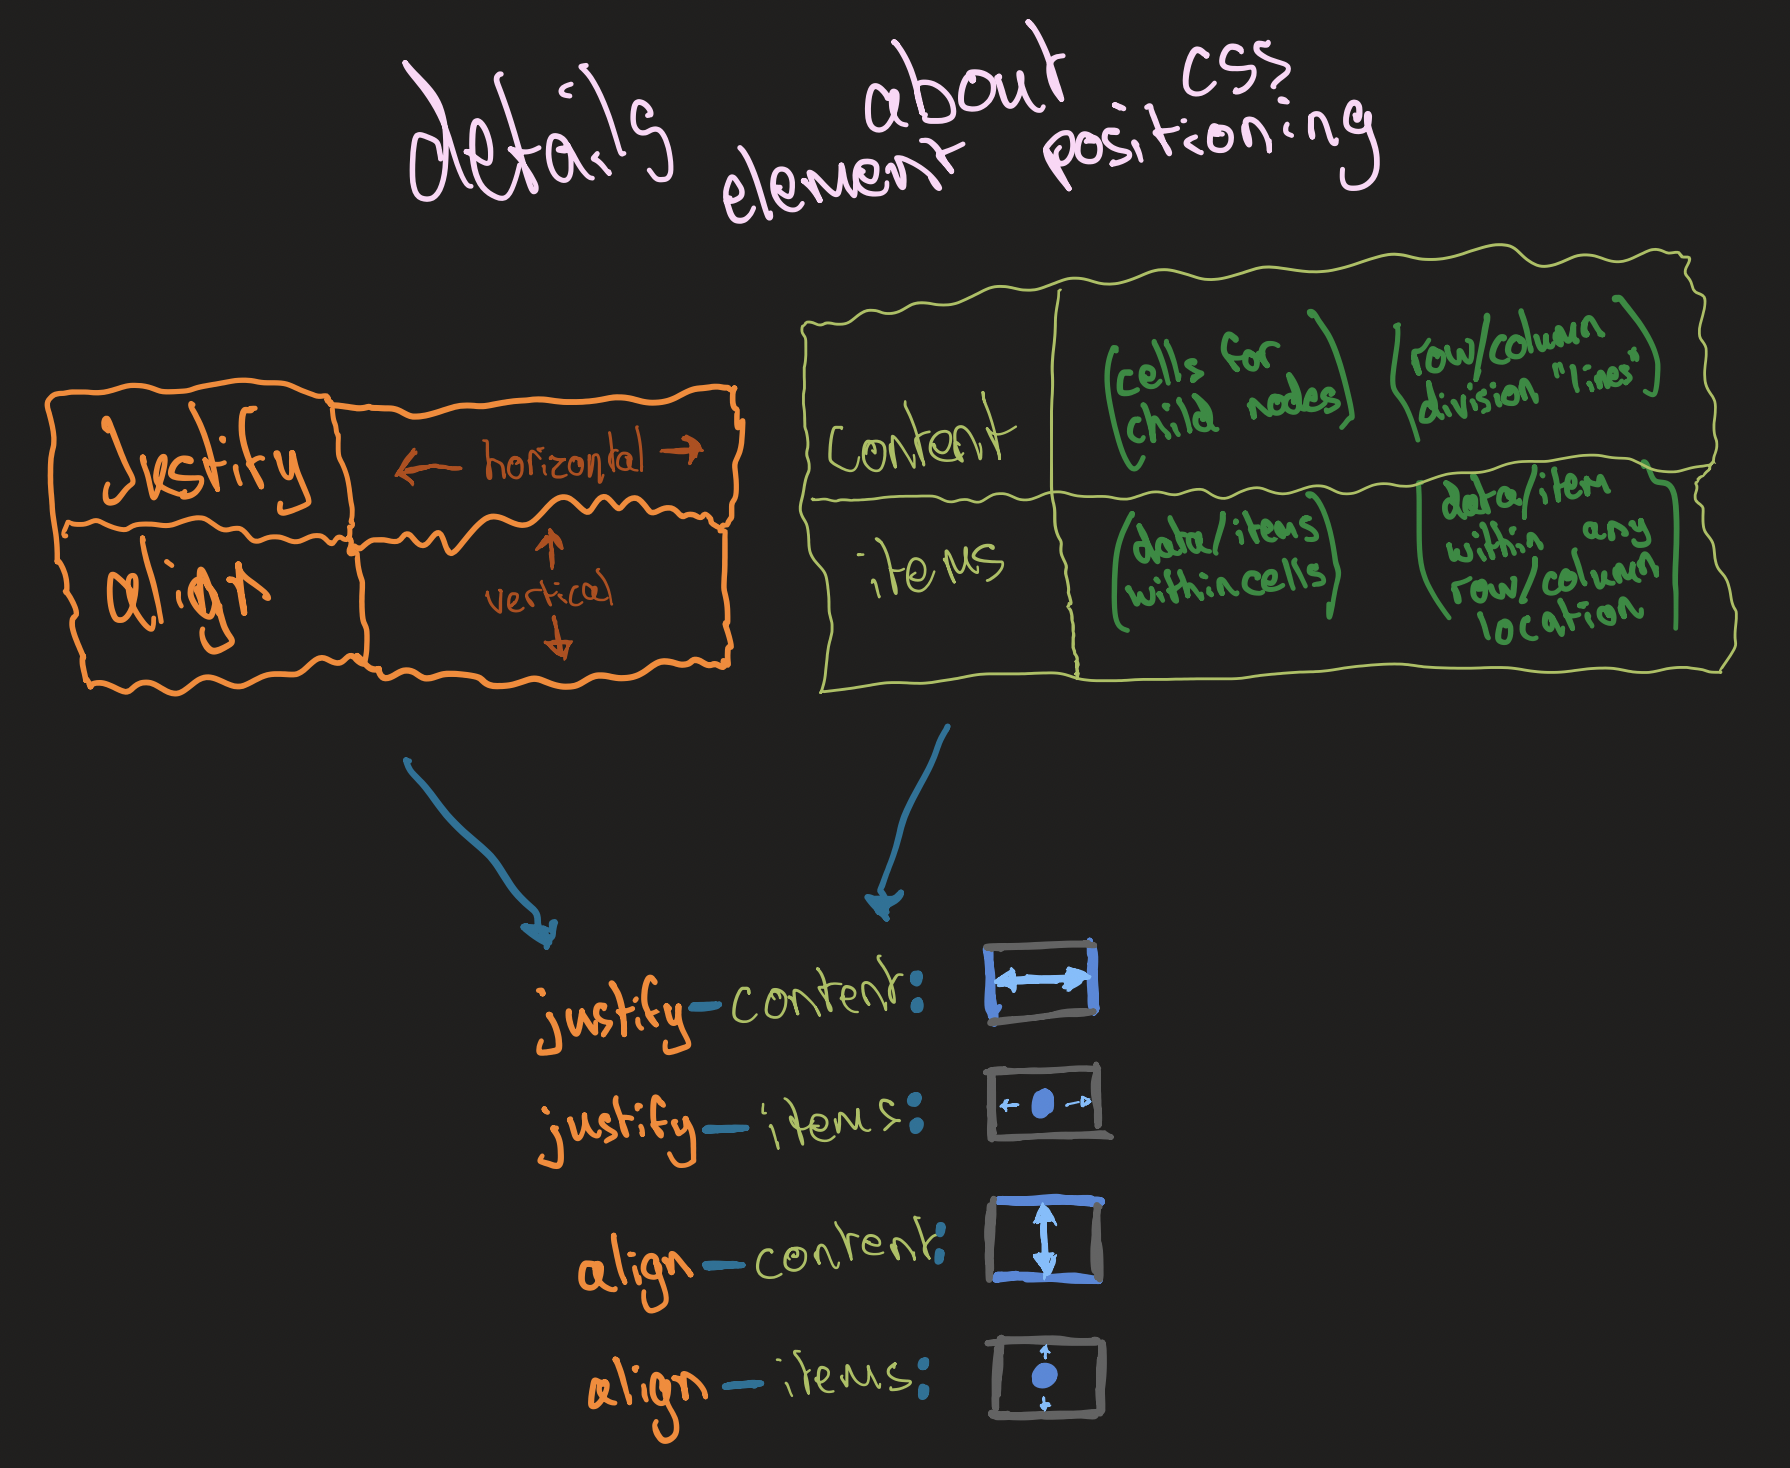 details about css
element positioning
Justify ← horizontal →
align ↑ vertical ↓
content (cells for child nodes) (row/column division "lines")
items (data/items within cells) (data/item within any row/column location)
justify-content:
justify-items:
align-content:
align-items: